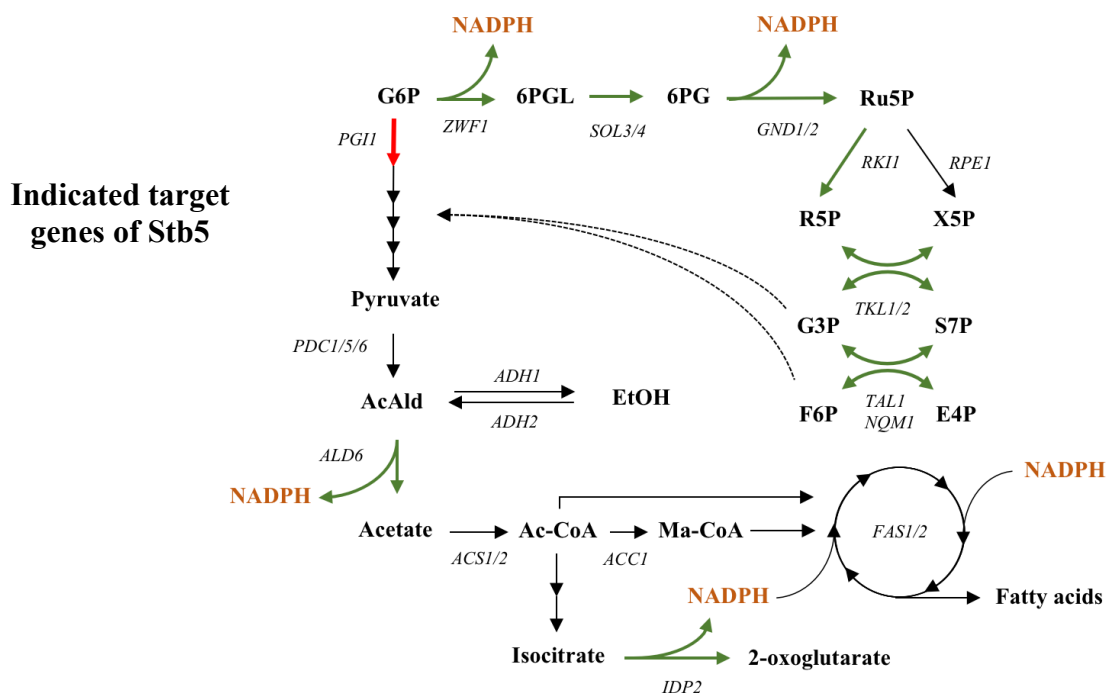 NADPH
NADPH
G6P
6PGL
6PG
Ru5P
ZWF1
SOL3/4
GND1/2
PGI1
RKI1
RPE1
Indicated target
genes of Stb5
R5P
X5P
Pyruvate
TKL1/2
G3P
S7P
PDC1/5/6
ADH1
AcAld
EtOH
ADH2
F6P
TAL1
NQM1
E4P
ALD6
NADPH
NADPH
Acetate
Ac-CoA
Ma-CoA
FAS1/2
ACS1/2
ACC1
NADPH
Fatty acids
Isocitrate
2-oxoglutarate
IDP2